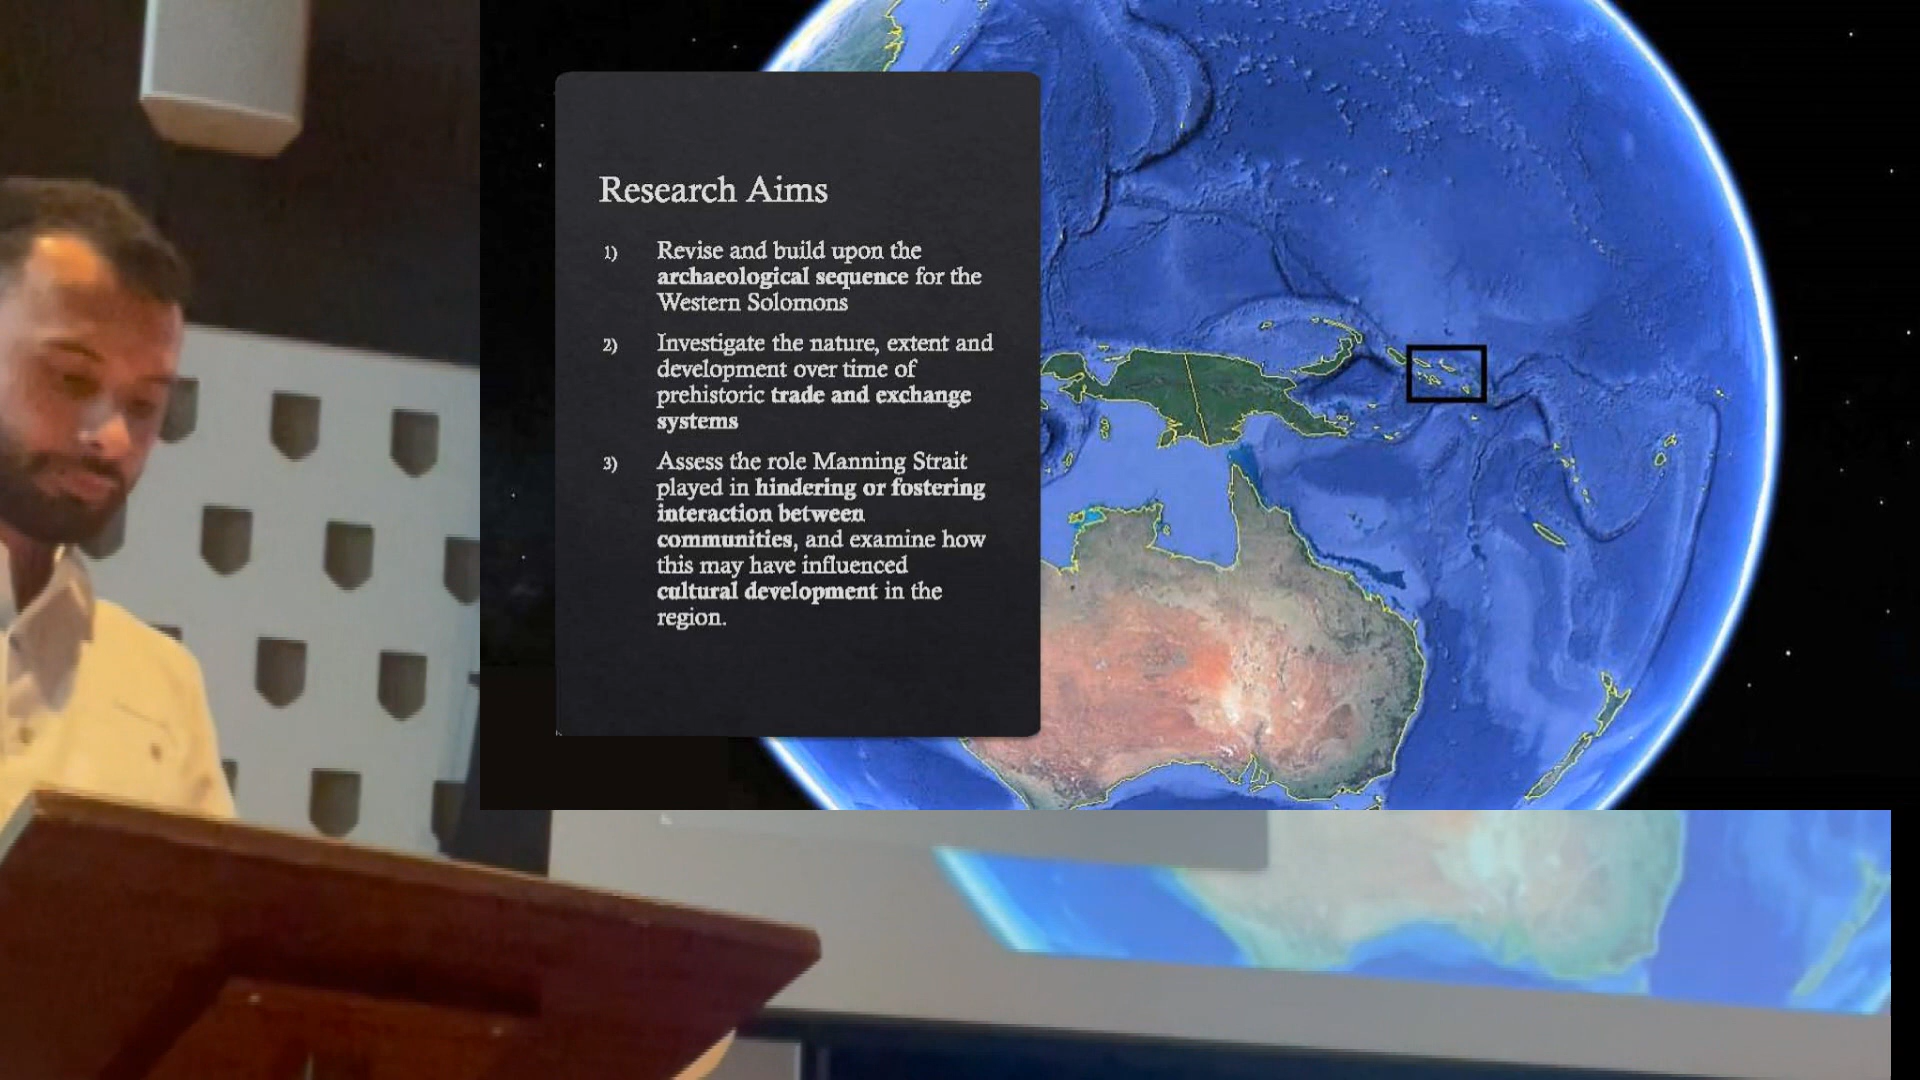 Research Aims
1) Revise and build upon the
archaeological sequence for the
Western Solomons
2) Investigate the nature, extent and
development over time of
prehistoric trade and exchange
systems
3) Assess the role Manning Strait
played in hindering or fostering
interaction between
communities, and examine how
this may have influenced
cultural development in the
region.